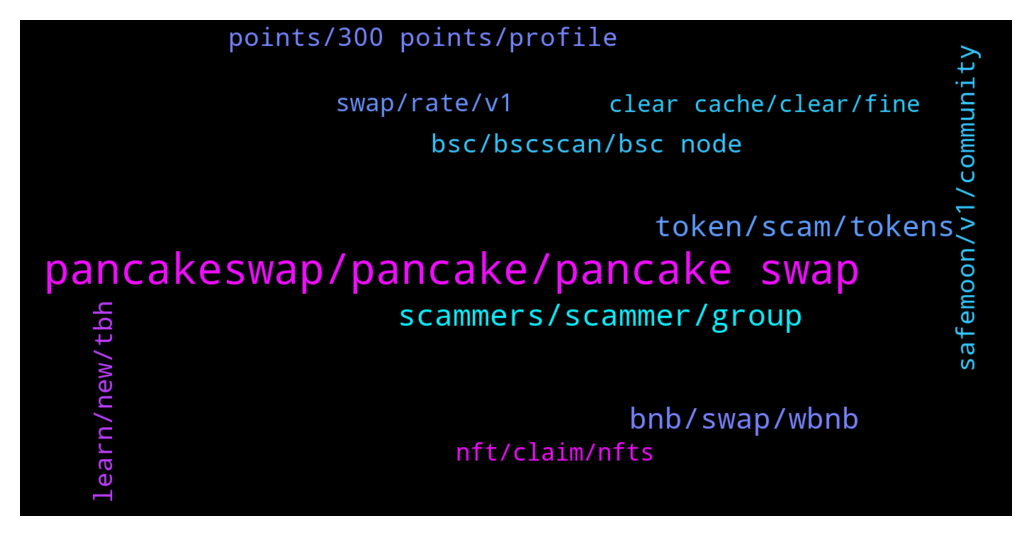 points/300 points/profile
swap/rate/v1
clear cache/clear/fine
bsc/bscscan/bsc node
safemoon/v1/community
token/scam/tokens
pancakeswap/pancake/pancake swap
scammers/scammer/group
learn/new/tbh
bnb/swap/wbnb
nft/claim/nfts